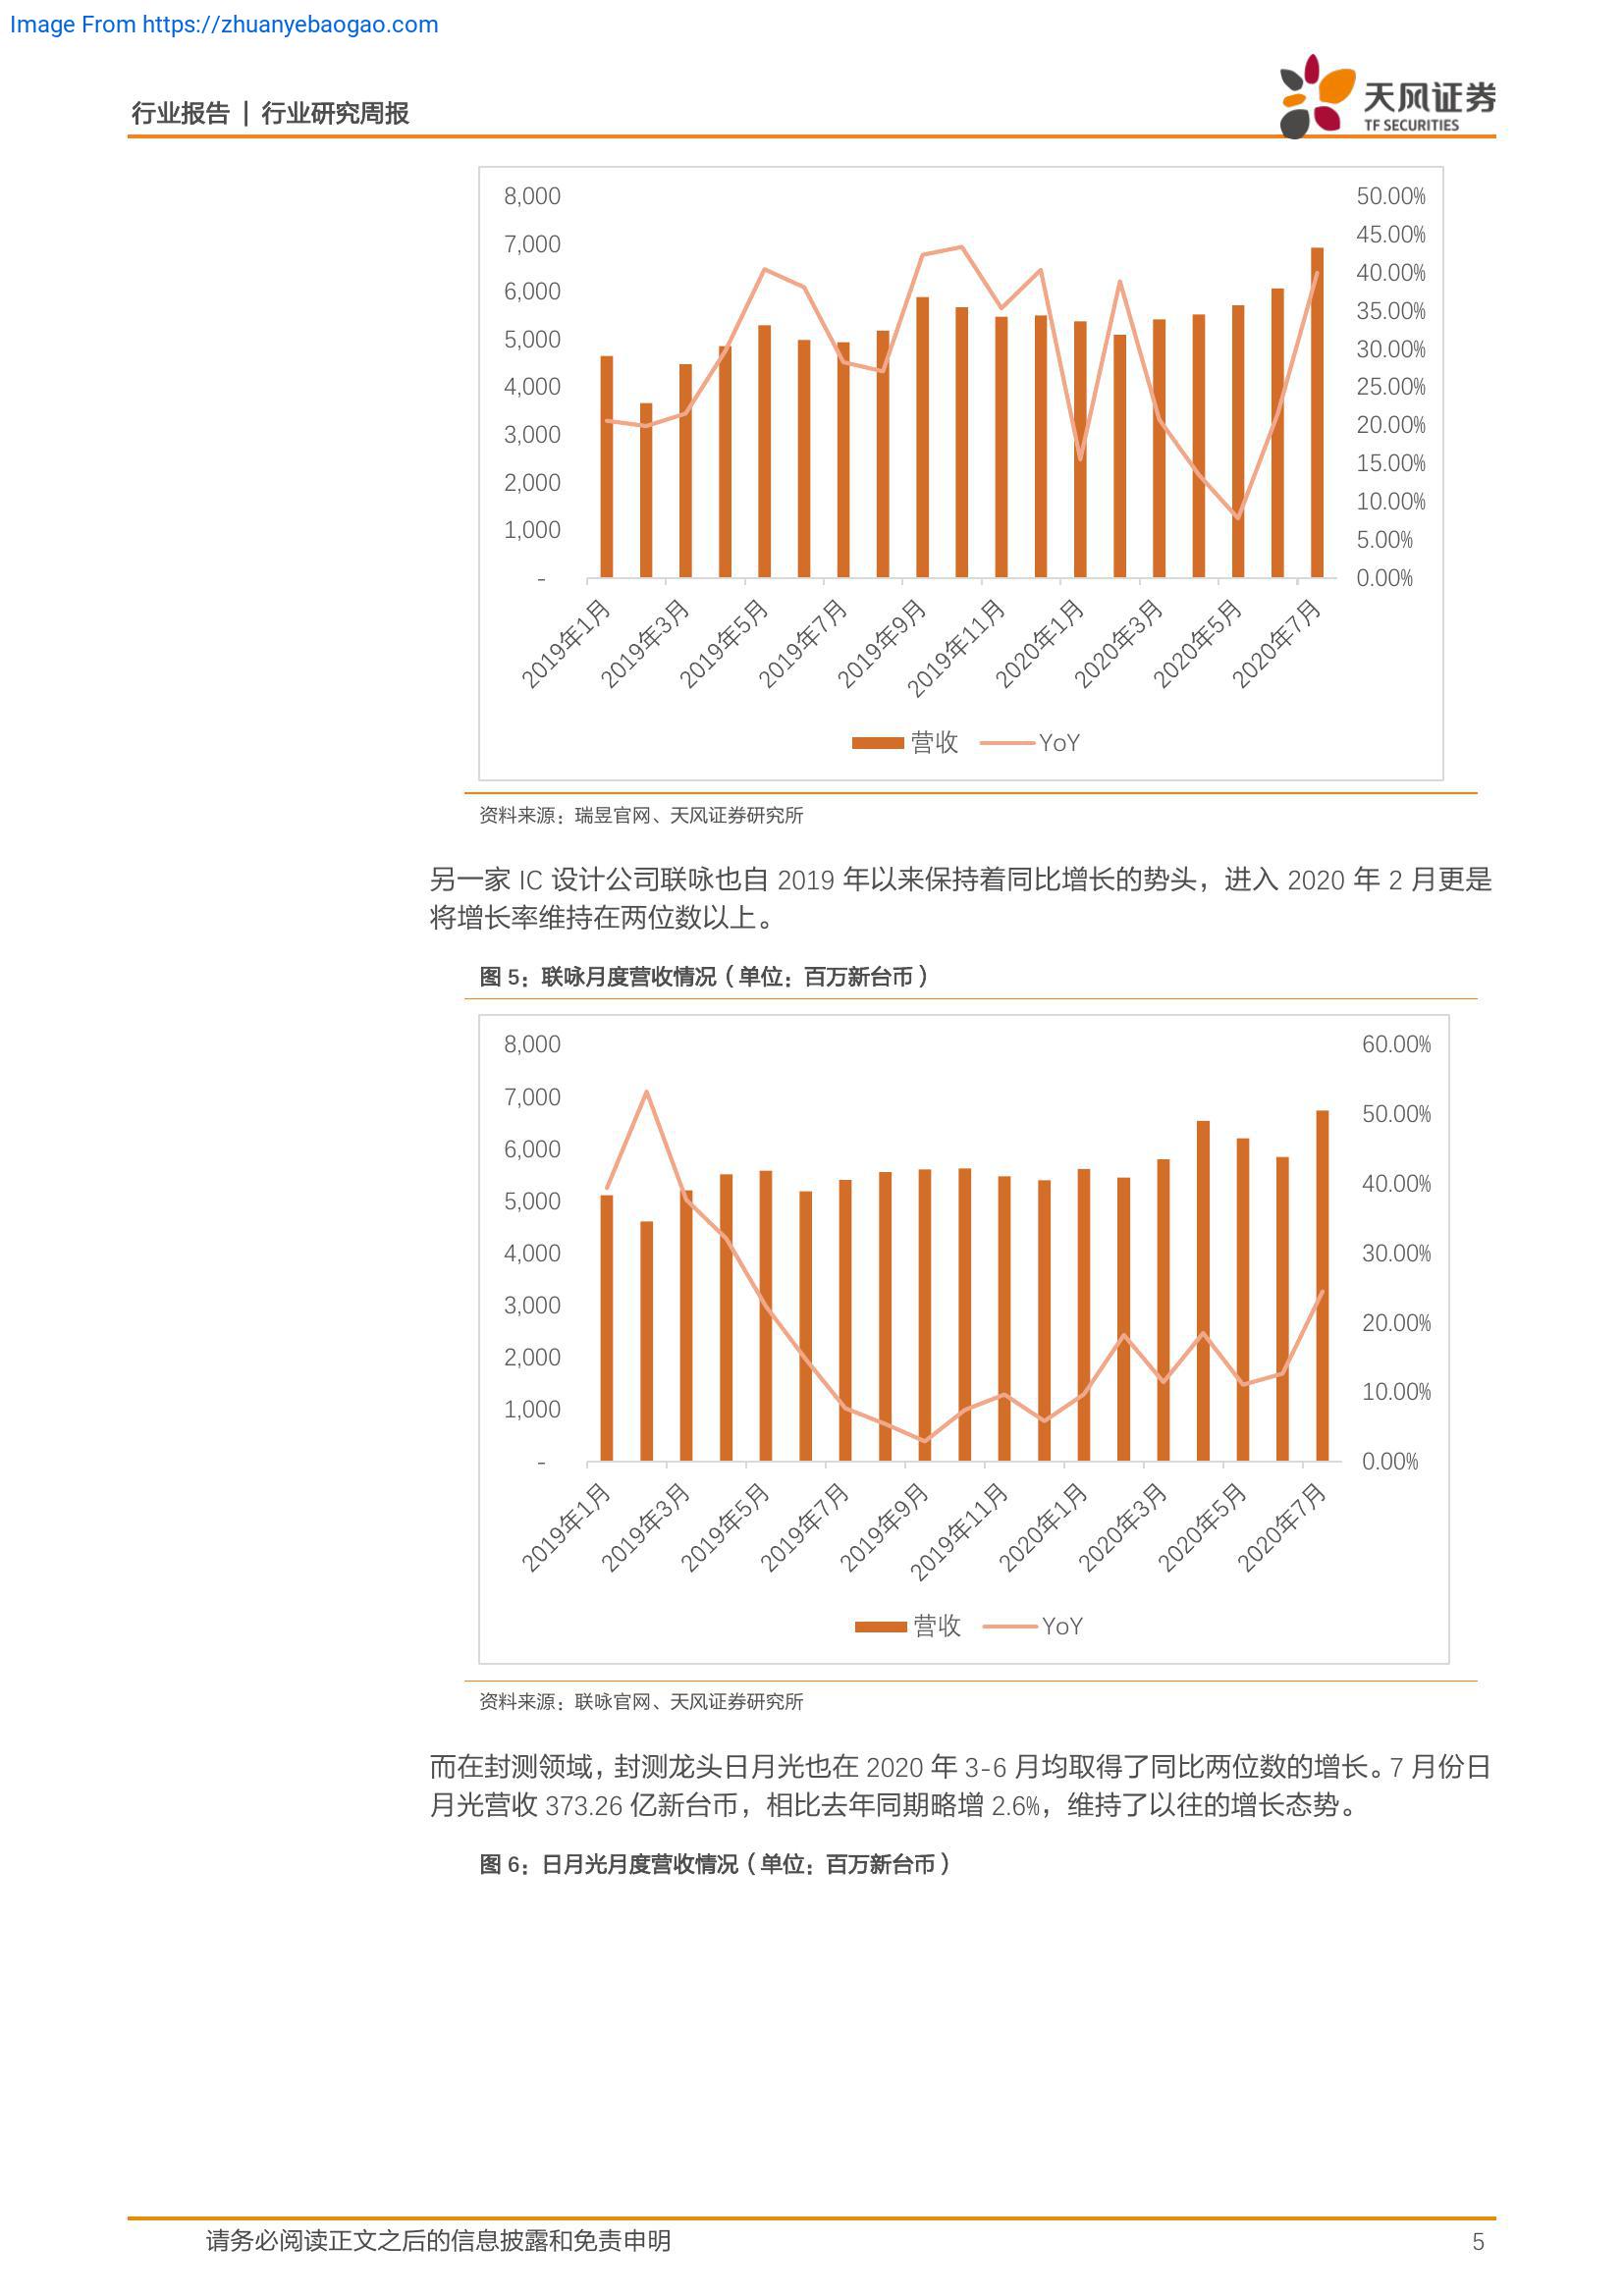 Image From https://zhuanyebaogao.com
行业报告 | 行业研究周报
天风证券
TF SECURITIES
8,000
7,000
6,000
5,000
4,000
3,000
2,000
1,000
-
50.00%
45.00%
40.00%
35.00%
30.00%
25.00%
20.00%
15.00%
10.00%
5.00%
0.00%
2019年1月
2019年3月
2019年5月
2019年7月
2019年9月
2019年11月
2020年1月
2020年3月
2020年5月
2020年7月
营收 YoY
资料来源：瑞昱官网、天风证券研究所
另一家 IC 设计公司联咏也自 2019 年以来保持着同比增长的势头，进入 2020 年 2 月更是
将增长率维持在两位数以上。
图 5：联咏月度营收情况（单位：百万新台币）
8,000
7,000
6,000
5,000
4,000
3,000
2,000
1,000
-
60.00%
50.00%
40.00%
30.00%
20.00%
10.00%
0.00%
2019年1月
2019年3月
2019年5月
2019年7月
2019年9月
2019年11月
2020年1月
2020年3月
2020年5月
2020年7月
营收 YoY
资料来源：联咏官网、天风证券研究所
而在封测领域，封测龙头日月光也在 2020 年 3-6 月均取得了同比两位数的增长。7 月份日
月光营收 373.26 亿新台币，相比去年同期略增 2.6%，维持了以往的增长态势。
图 6：日月光月度营收情况（单位：百万新台币）
请务必阅读正文之后的信息披露和免责申明 5